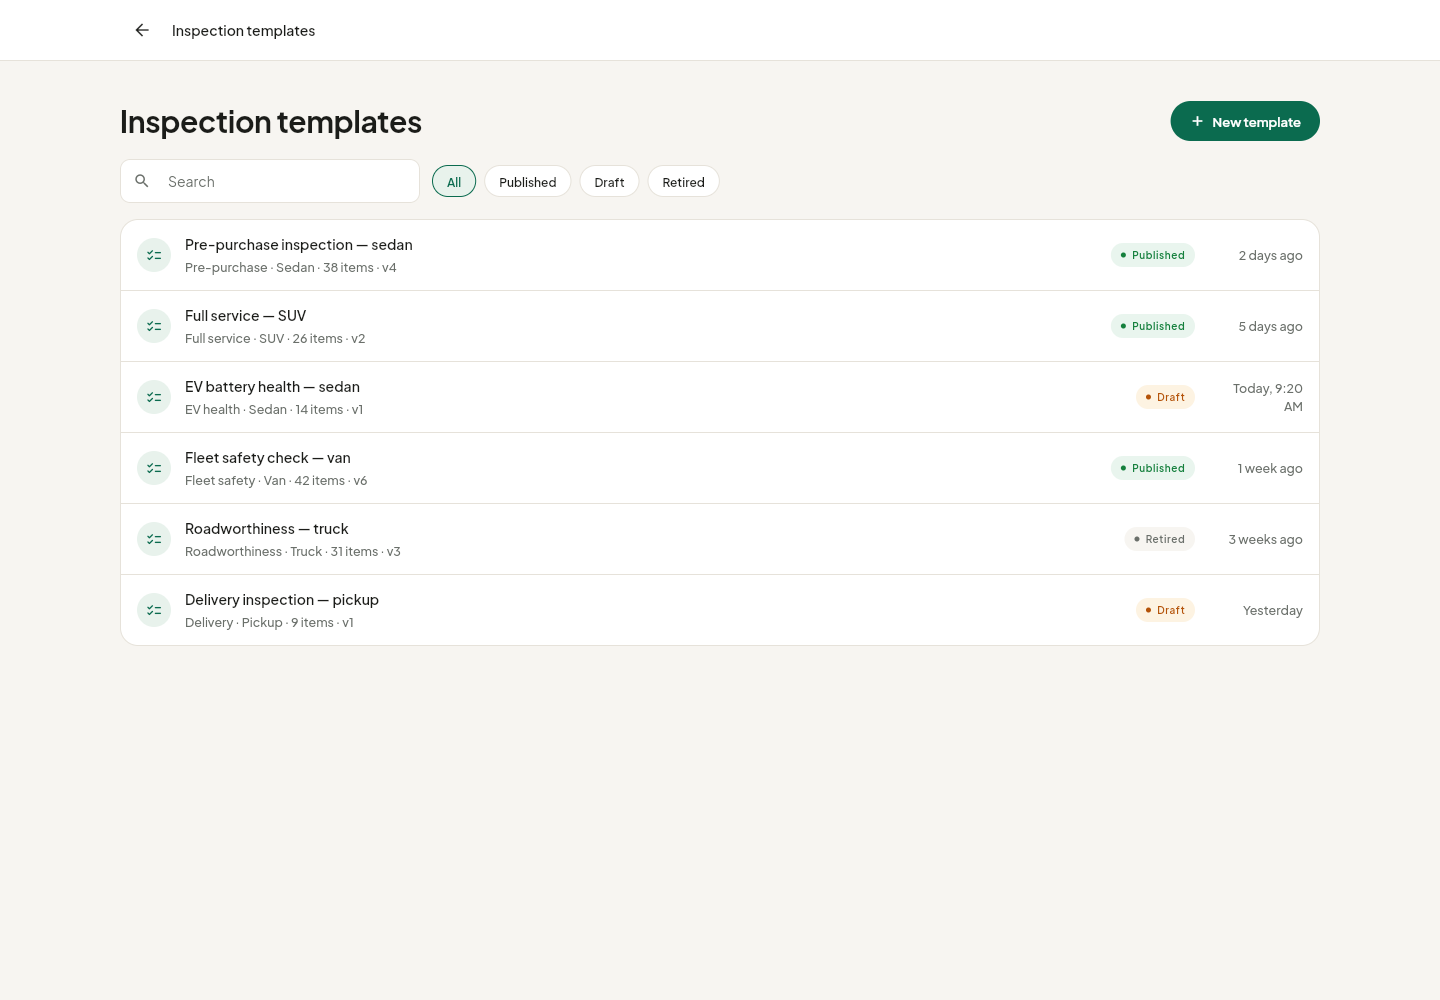 Inspection templates
Inspection templates
New template
Search
All
Published
Draft
Retired
Pre-purchase inspection — sedan
Pre-purchase · Sedan · 38 items · v4
Published
2 days ago
Full service — SUV
Full service · SUV · 26 items · v2
Published
5 days ago
EV battery health — sedan
EV health · Sedan · 14 items · v1
Draft
Today, 9:20
AM
Fleet safety check — van
Fleet safety · Van · 42 items · v6
Published
1 week ago
Roadworthiness — truck
Roadworthiness · Truck · 31 items · v3
Retired
3 weeks ago
Delivery inspection — pickup
Delivery · Pickup · 9 items · v1
Draft
Yesterday